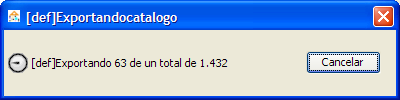 [def]Exportandocatalogo
[def]Exportando 63 de un total de 1.432
Cancelar